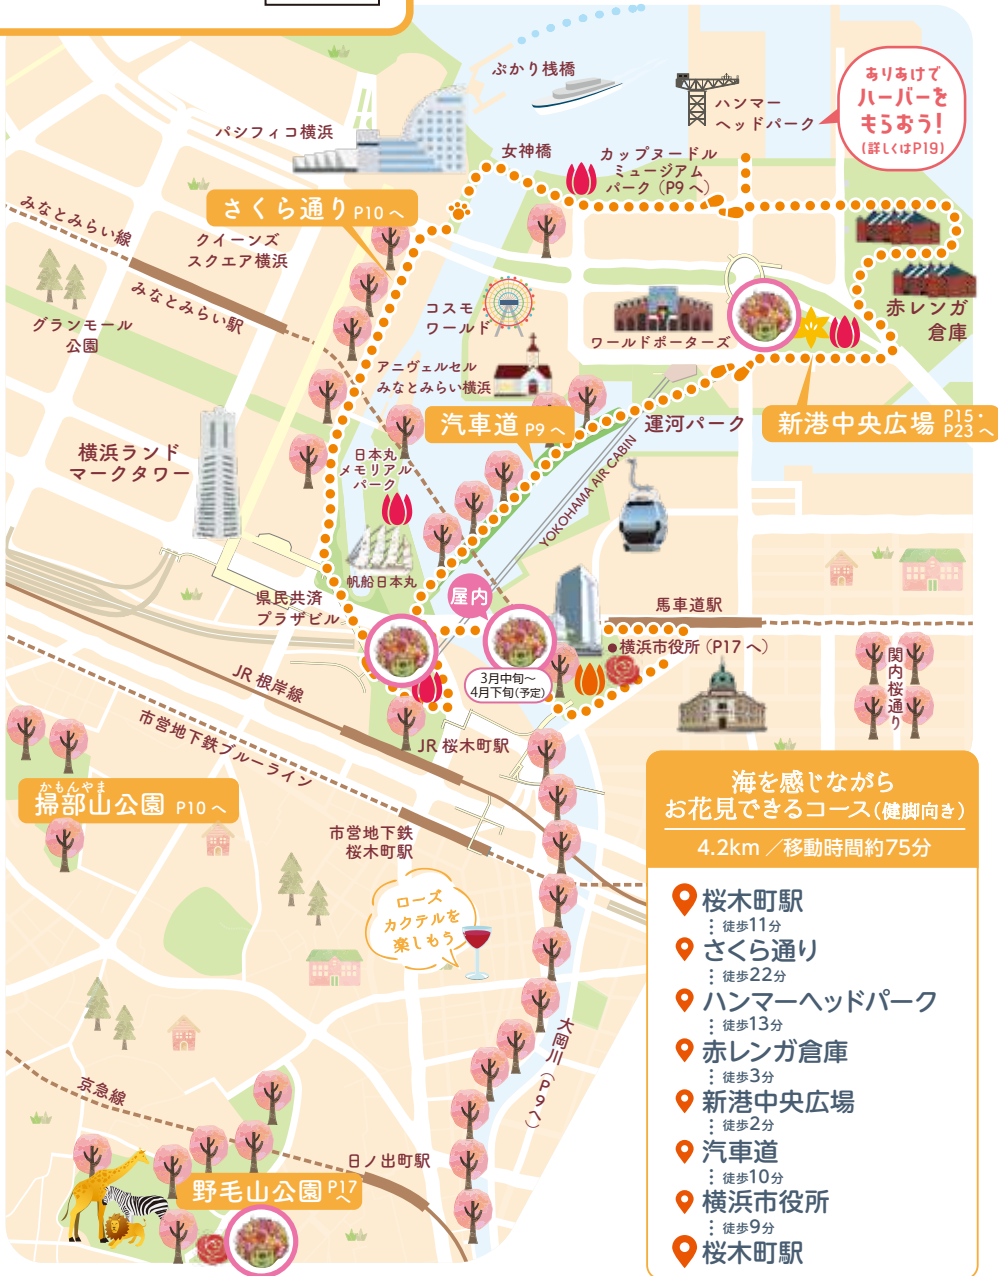 ぷかり桟橋
ハンマー
ヘッドパーク
ありあけで
ハーバーを
もらおう!
(詳しくはP19)
パシフィコ横浜
女神橋
カップヌードル
ミュージアム
パーク(P9へ)
さくら通り P10へ
みなとみらい線
クイーンズ
スクエア横浜
みなとみらい駅
グランモール
公園
コスモ
ワールド
ワールドポーターズ
赤レンガ
倉庫
アニヴェルセル
みなとみらい横浜
汽車道 P9へ
運河パーク
新港中央広場 P15・
P23へ
横浜ランド
マークタワー
日本丸
メモリアル
パーク
YOKOHAMA AIR CABIN
帆船日本丸
屋内
県民共済
プラザビル
馬車道駅
●横浜市役所(P17へ)
3月中旬~
4月下旬(予定)
関内桜通り
JR根岸線
市営地下鉄ブルーライン
JR桜木町駅
かもんやま
掃部山公園 P10へ
市営地下鉄
桜木町駅
ローズ
カクテルを
楽しもう
大岡川(P9へ)
京急線
日ノ出町駅
野毛山公園 P17
へ
海を感じながら
お花見できるコース(健脚向き)
4.2km/移動時間約75分
桜木町駅
徒歩11分
さくら通り
徒歩22分
ハンマーヘッドパーク
徒歩13分
赤レンガ倉庫
徒歩3分
新港中央広場
徒歩2分
汽車道
徒歩10分
横浜市役所
徒歩9分
桜木町駅